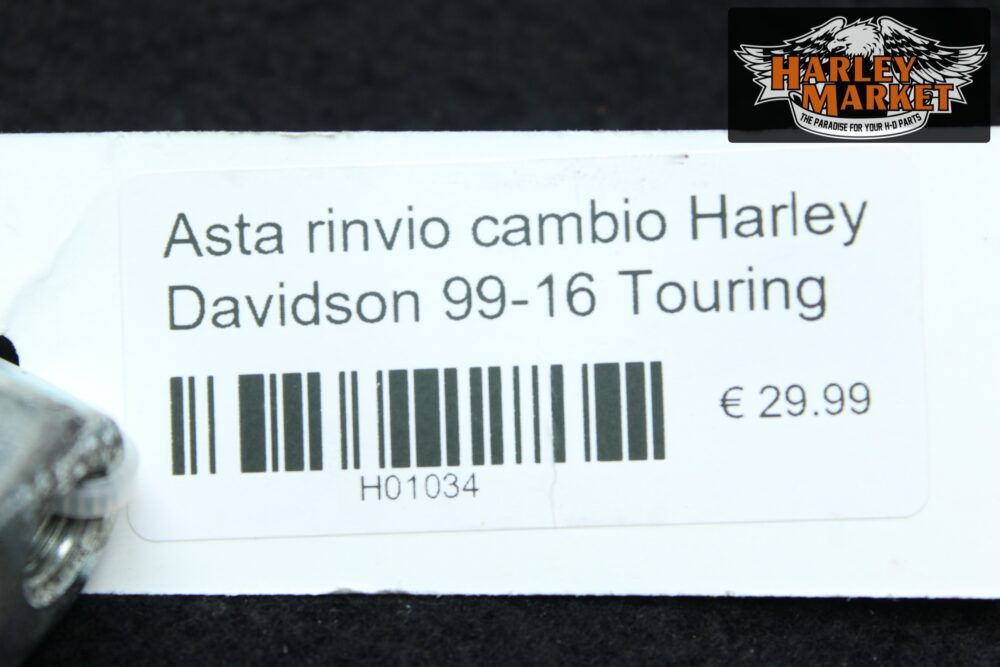 HARLEY
MARKET
THE PARADISE FOR YOUR H-D PARTS
Asta rinvio cambio Harley
Davidson 99-16 Touring
€ 29.99
H01034